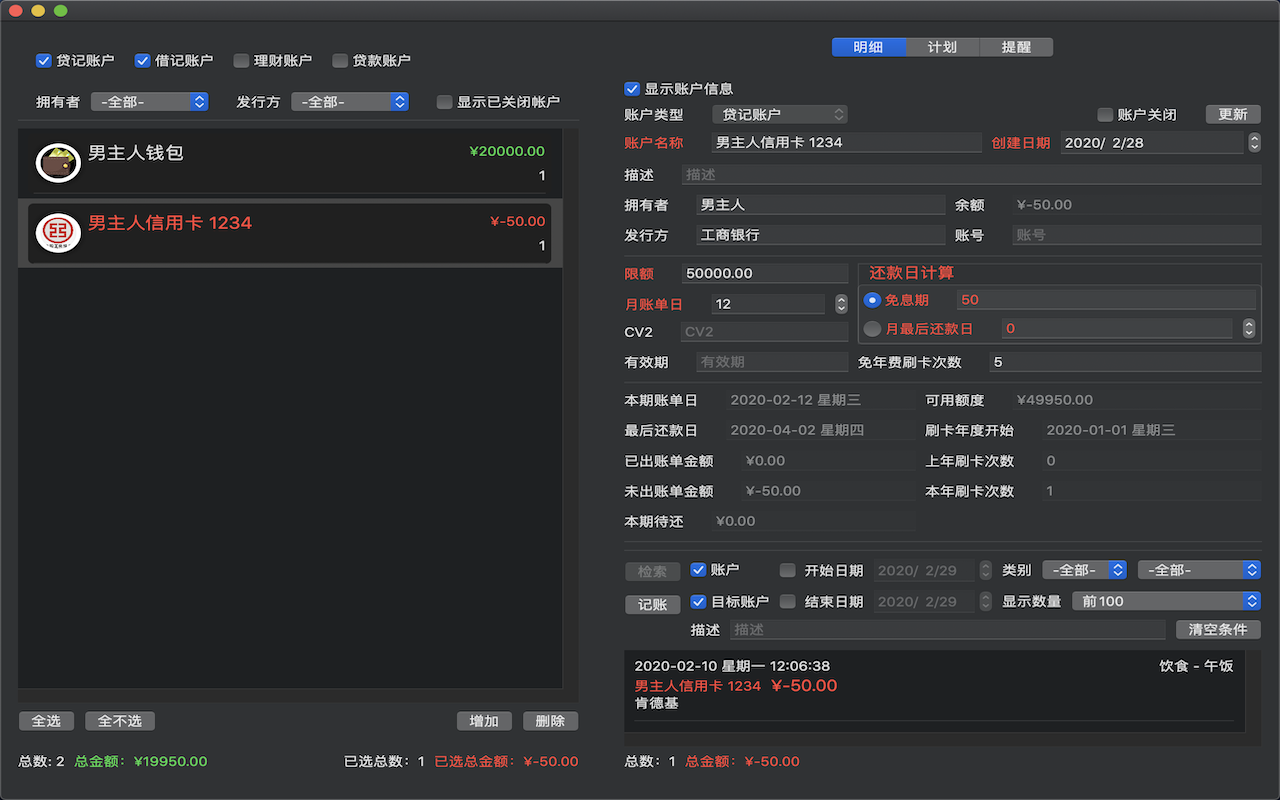 贷记账户 借记账户 理财账户 贷款账户
拥有者 -全部- 发行方 -全部- 显示已关闭帐户
男主人钱包 ¥20000.00
1
男主人信用卡 1234 ¥-50.00
1
全选 全不选 增加 删除
总数: 2 总金额: ¥19950.00 已选总数: 1 已选总金额: ¥-50.00
明细 计划 提醒
显示账户信息
账户类型 贷记账户 账户关闭 更新
账户名称 男主人信用卡 1234 创建日期 2020/ 2/28
描述 描述
拥有者 男主人 余额 ¥-50.00
发行方 工商银行 账号 账号
限额 50000.00 还款日计算
月账单日 12 免息期 50
CV2 CV2 月最后还款日 0
有效期 有效期 免年费刷卡次数 5
本期账单日 2020-02-12 星期三 可用额度 ¥49950.00
最后还款日 2020-04-02 星期四 刷卡年度开始 2020-01-01 星期三
已出账单金额 ¥0.00 上年刷卡次数 0
未出账单金额 ¥-50.00 本年刷卡次数 1
本期待还 ¥0.00
检索 账户 开始日期 2020/ 2/29 类别 -全部- -全部-
记账 目标账户 结束日期 2020/ 2/29 显示数量 前100
描述 描述 清空条件
2020-02-10 星期一 12:06:38 饮食 - 午饭
男主人信用卡 1234 ¥-50.00
肯德基
总数: 1 总金额: ¥-50.00